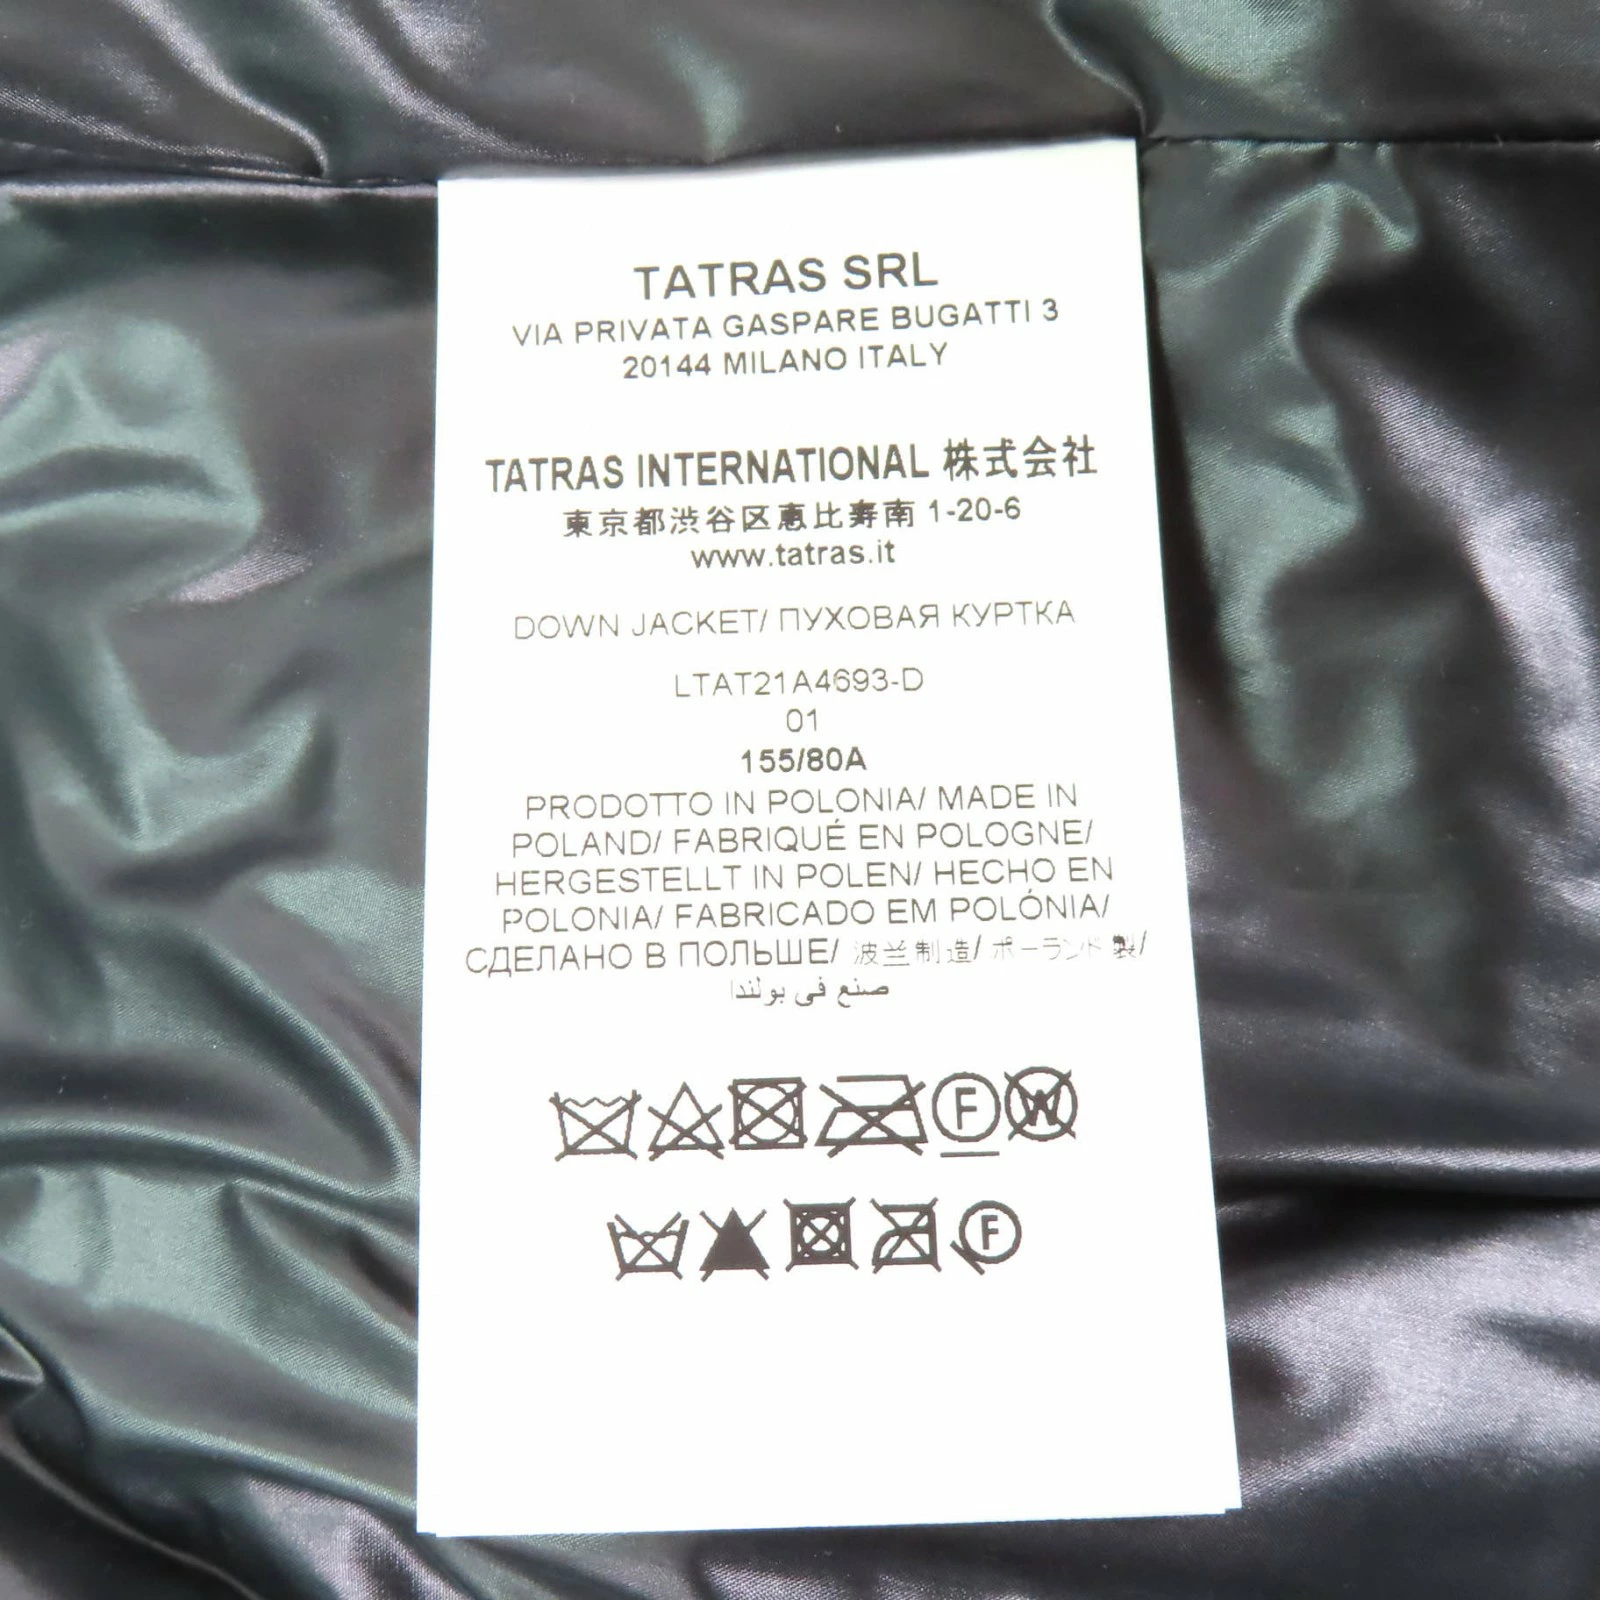 TATRAS SRL
VIA PRIVATA GASPARE BUGATTI 3
20144 MILANO ITALY
TATRAS INTERNATIONAL 株式会社
東京都渋谷区恵比寿南 1-20-6
www.tatras.it
DOWN JACKET/ ПУХОВАЯ КУРТКА
LTAT21A4693-D
01
155/80A
PRODOTTO IN POLONIA/ MADE IN
POLAND/ FABRIQUÉ EN POLOGNE/
HERGESTELLT IN POLEN/ HECHO EN
POLONIA/ FABRICADO EM POLÓNIA/
СДЕЛАНО В ПОЛЬШЕ/ 波兰制造/ ポーランド製/
صنع في بولندا
F W
F